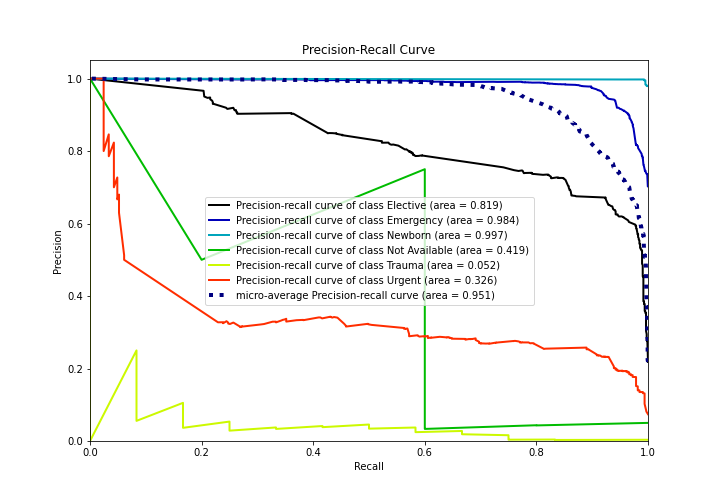 Precision-Recall Curve
1.0
0.8
0.6
0.4
0.2
0.0
Precision
Precision-recall curve of class Elective (area = 0.819)
Precision-recall curve of class Emergency (area = 0.984)
Precision-recall curve of class Newborn (area = 0.997)
Precision-recall curve of class Not Available (area = 0.419)
Precision-recall curve of class Trauma (area = 0.052)
Precision-recall curve of class Urgent (area = 0.326)
micro-average Precision-recall curve (area = 0.951)
0.0 0.2 0.4 0.6 0.8 1.0
Recall